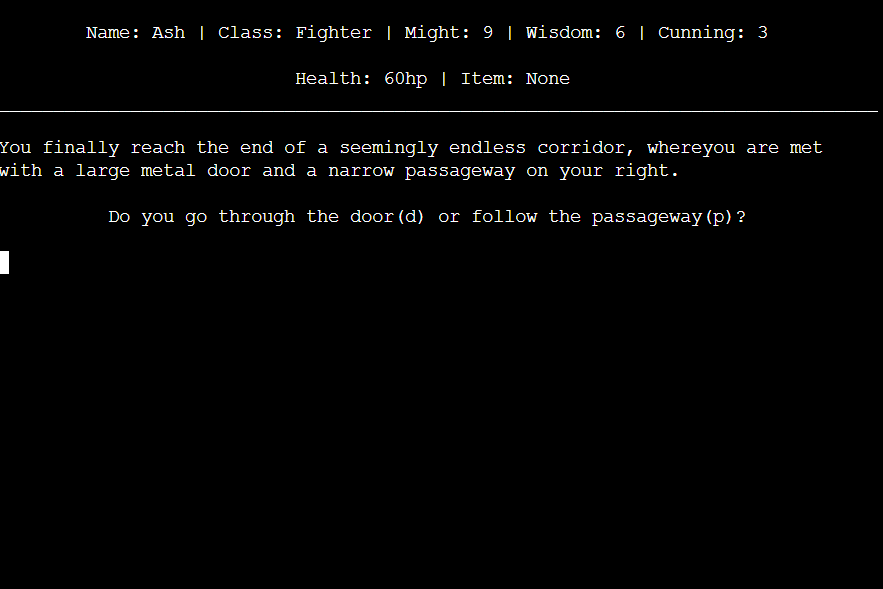 Name: Ash | Class: Fighter | Might: 9 | Wisdom: 6 | Cunning: 3
Health: 60hp | Item: None
You finally reach the end of a seemingly endless corridor, whereyou are met
with a large metal door and a narrow passageway on your right.
Do you go through the door(d) or follow the passageway(p)?